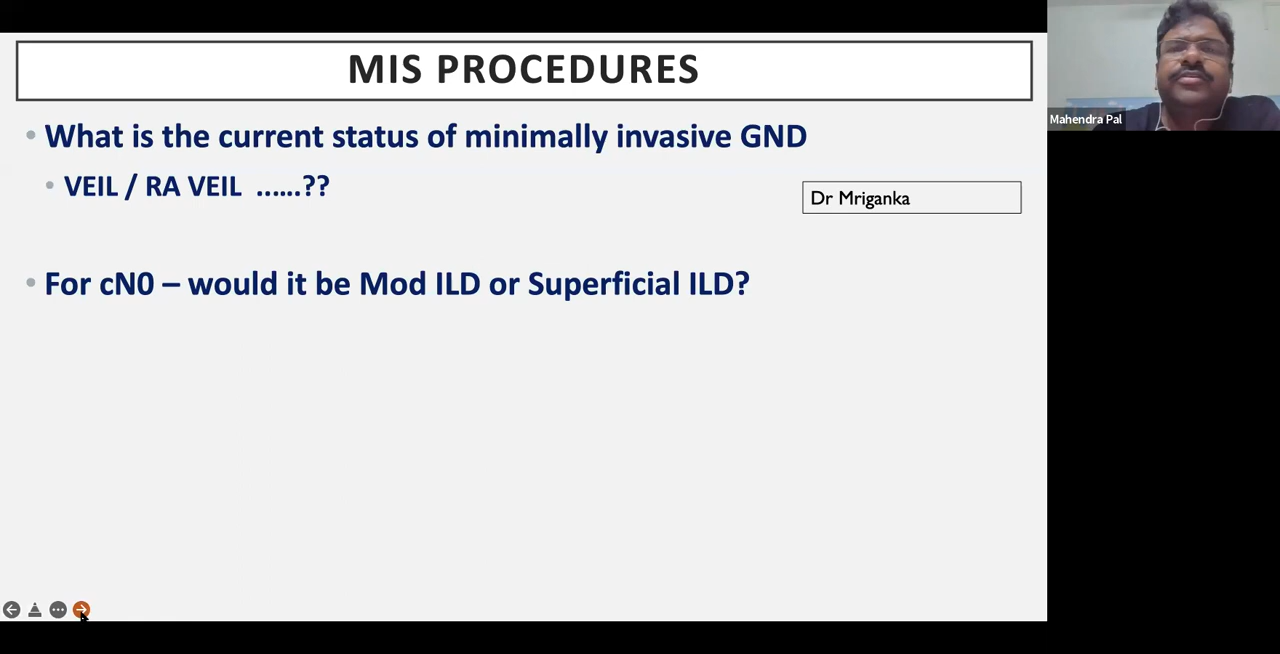 MIS PROCEDURES
• What is the current status of minimally invasive GND
• VEIL / RA VEIL ......??
Dr Mriganka
• For cN0 – would it be Mod ILD or Superficial ILD?
Mahendra Pal